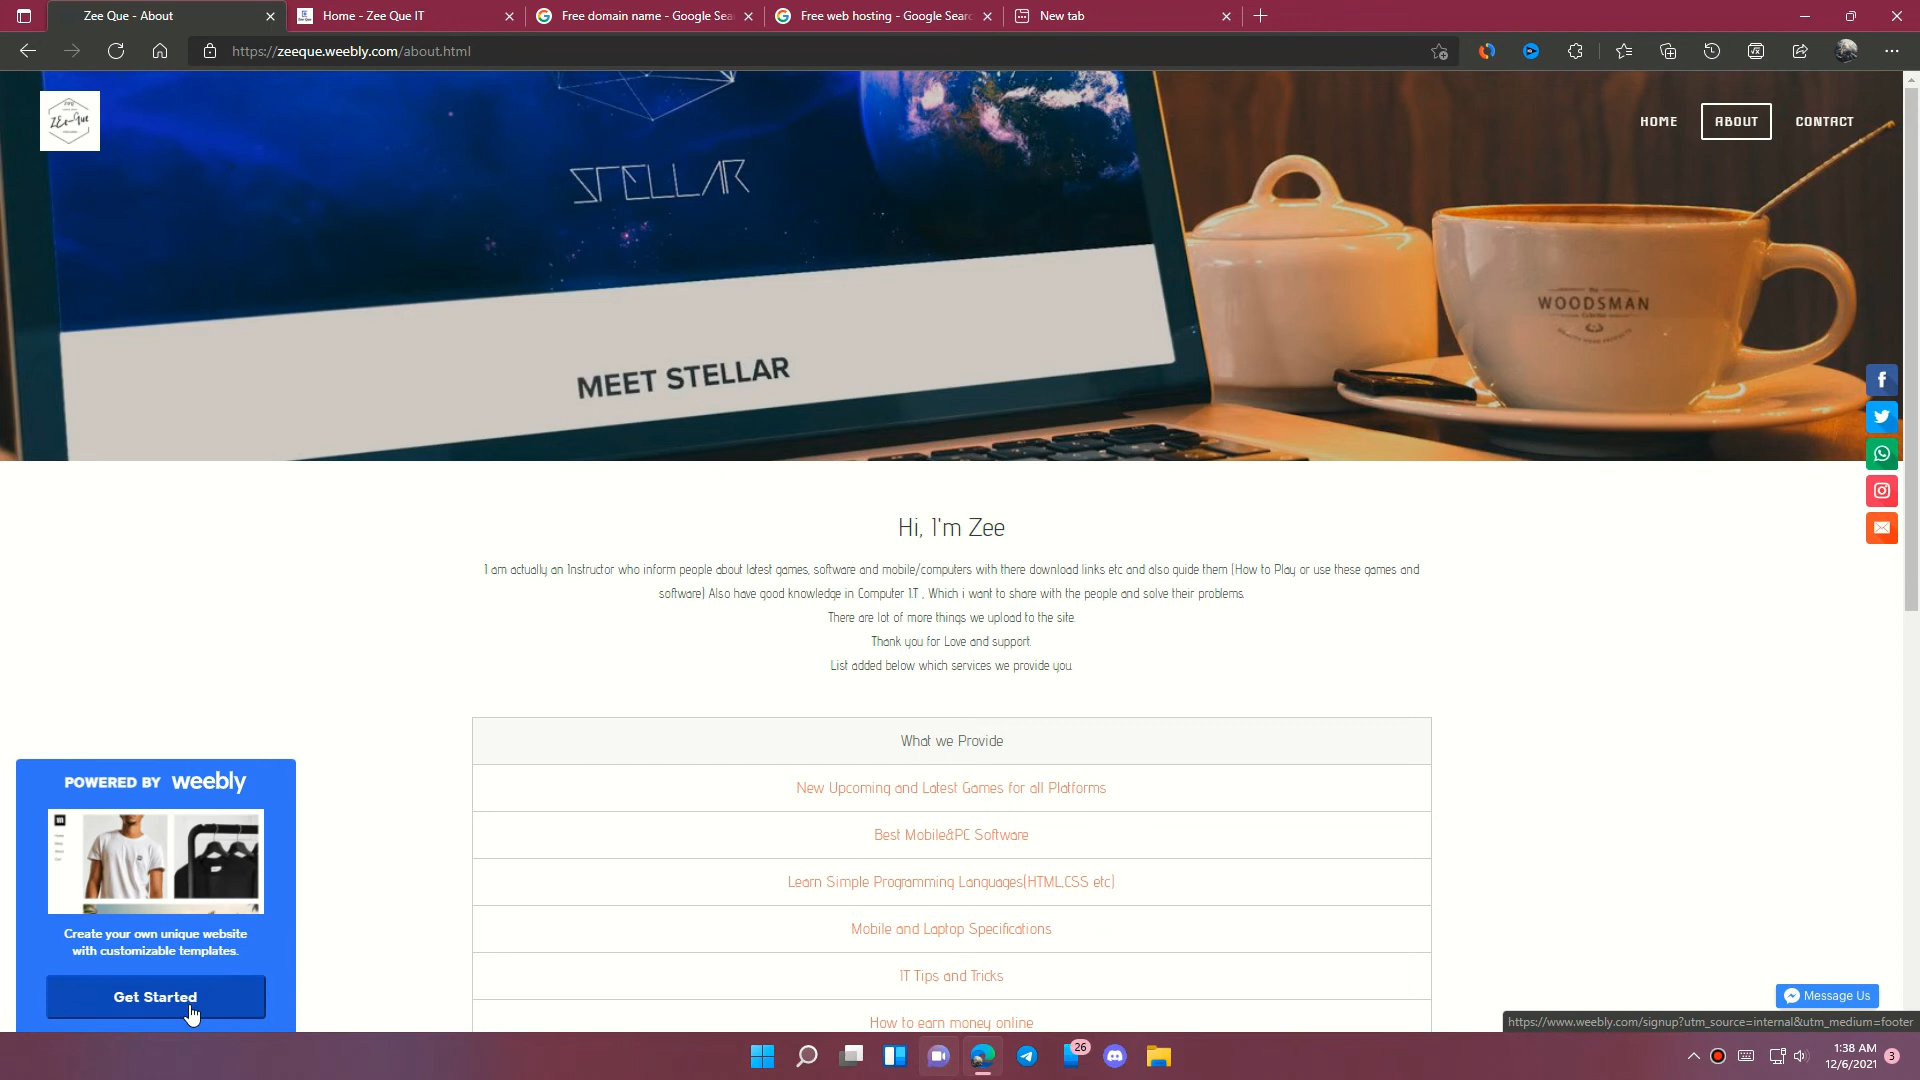 Zee Que - About
Home - Zee Que IT
Free domain name - Google Sea
Free web hosting - Google Searc
New tab
https://zeeque.weebly.com/about.html
ZEe-Que
HOME
ABOUT
CONTACT
STELLAR
MEET STELLAR
the
WOODSMAN
Hi, I'm Zee
I am actually an Instructor who inform people about latest games, software and mobile/computers with there download links etc and also guide them (How to Play or use these games and
software) Also have good knowledge in Computer I.T , Which i want to share with the people and solve their problems.
There are lot of more things we upload to the site.
Thank you for Love and support.
List added below which services we provide you.
What we Provide
New Upcoming and Latest Games for all Platforms
Best Mobile&PC Software
Learn Simple Programming Languages(HTML,CSS etc)
Mobile and Laptop Specifications
IT Tips and Tricks
How to earn money online
POWERED BY weebly
Create your own unique website
with customizable templates.
Get Started
Message Us
https://www.weebly.com/signup?utm_source=internal&utm_medium=footer
26
1:38 AM
12/6/2021
3